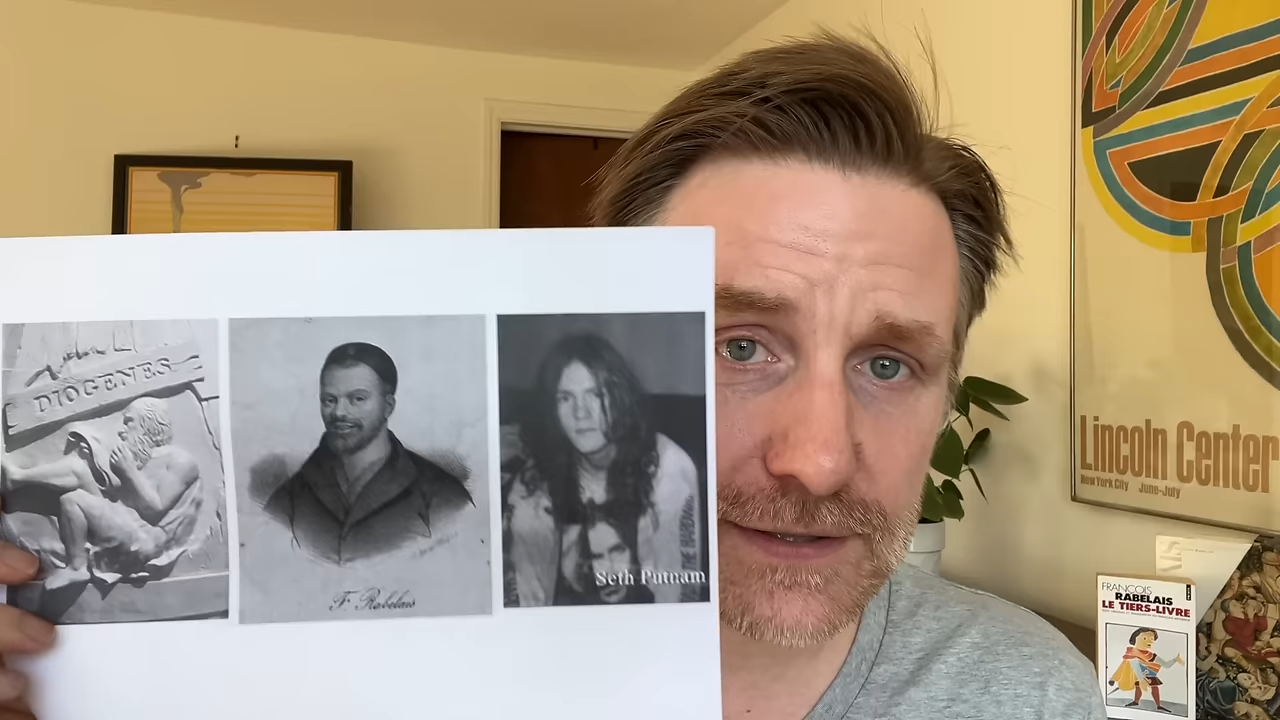 DIOGENES
F. Rabelais
Seth Putnam
Lincoln Center
New York City June-July
FRANÇOIS
RABELAIS
LE TIERS-LIVRE